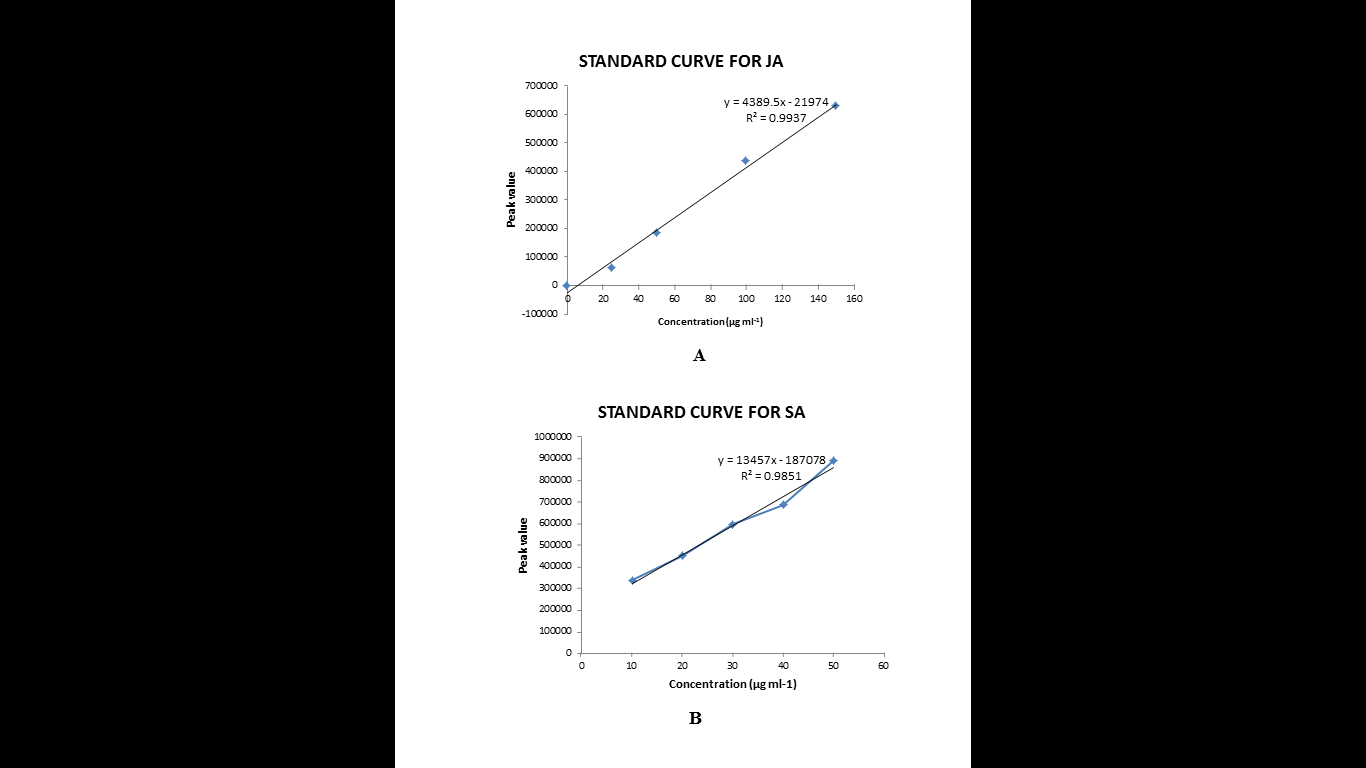 STANDARD CURVE FOR JA
700000
600000
500000
400000
300000
200000
100000
0
-100000
Peak value
y = 4389.5x - 21974
R² = 0.9937
0 20 40 60 80 100 120 140 160
Concentration (µg ml⁻¹)
A
STANDARD CURVE FOR SA
1000000
900000
800000
700000
600000
500000
400000
300000
200000
100000
0
Peak value
y = 13457x - 187078
R² = 0.9851
0 10 20 30 40 50 60
Concentration (µg ml-1)
B